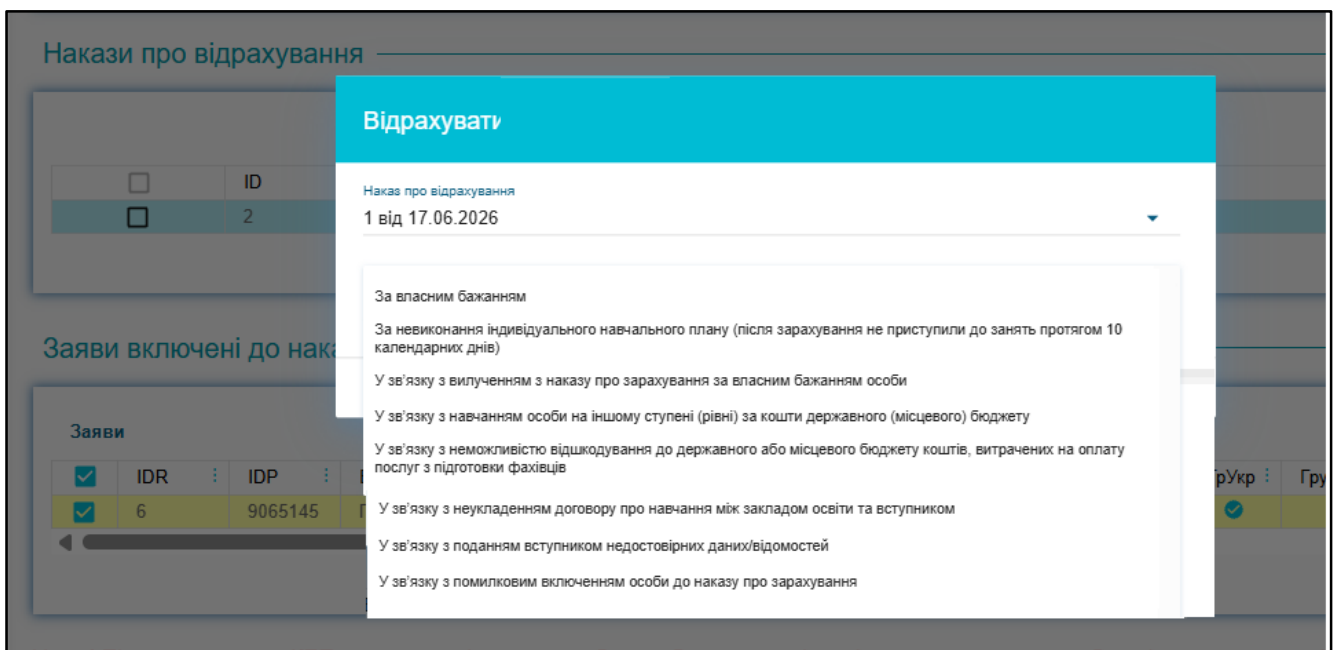 Накази про відрахування
Відрахувати
ID
Наказ про відрахування
2
1 від 17.06.2026
За власним бажанням
За невиконання індивідуального навчального плану (після зарахування не приступили до занять протягом 10
календарних днів)
Заяви включені до нака
У зв'язку з вилученням з наказу про зарахування за власним бажанням особи
У зв'язку з навчанням особи на іншому ступені (рівні) за кошти державного (місцевого) бюджету
Заяви
У зв'язку з неможливістю відшкодування до державного або місцевого бюджету коштів, витрачених на оплату
послуг з підготовки фахівців
IDR IDP рУкр Гру
6 9065145
У зв'язку з неукладенням договору про навчання між закладом освіти та вступником
У зв'язку з поданням вступником недостовірних даних/відомостей
У зв'язку з помилковим включенням особи до наказу про зарахування